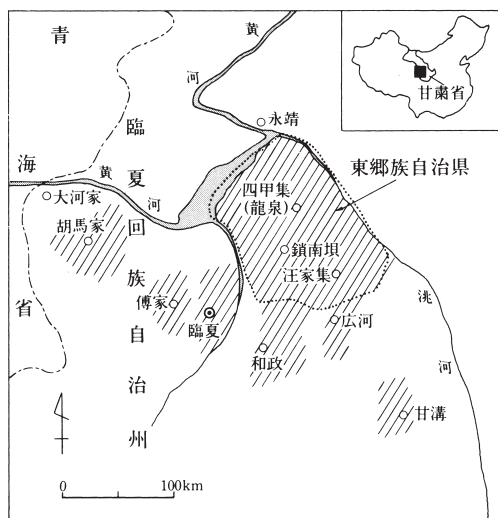 青海省
臨夏回族自治州
黄河
黄河
永靖
甘粛省
東郷族自治県
四甲集
(龍泉)
鎖南坝
汪家集
大河家
胡馬家
傅家
臨夏
広河
和政
洮河
甘溝
0 100km